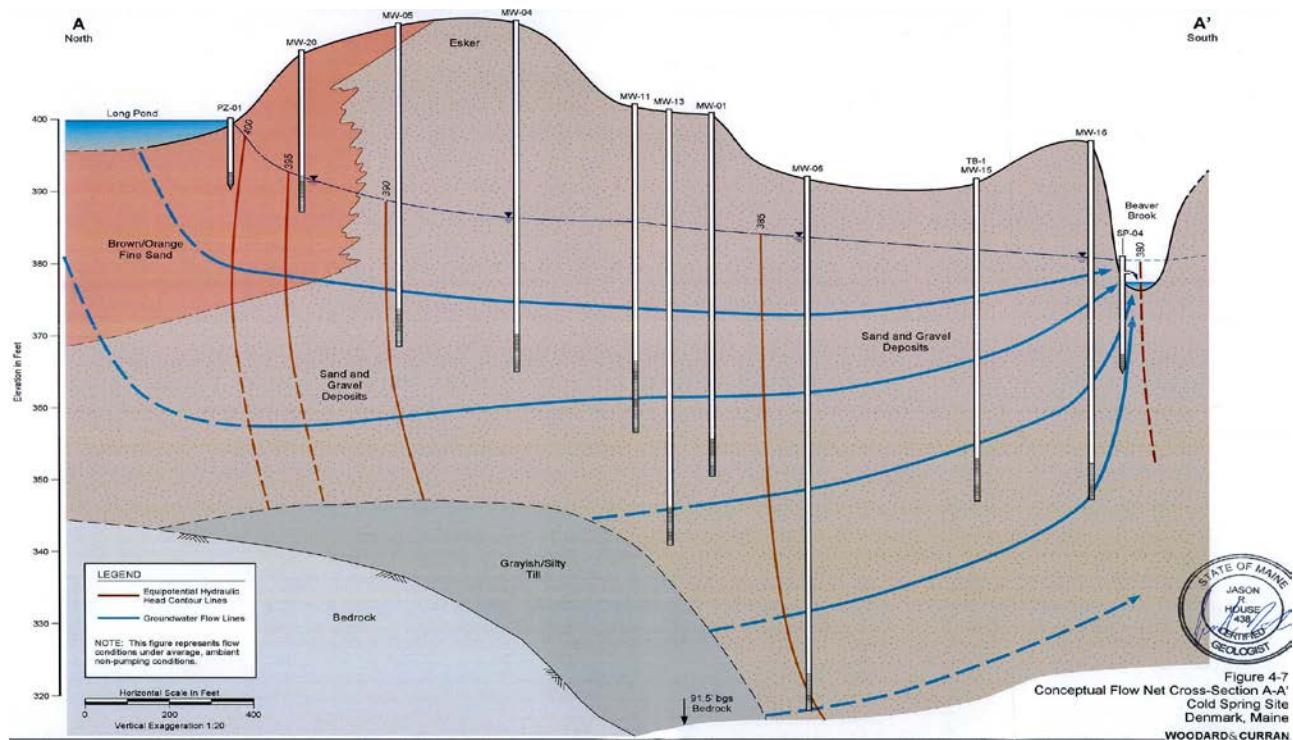 A
North
A'
South
MW-05
MW-04
Esker
MW-20
PZ-01
Long Pond
MW-11
MW-13
MW-01
MW-16
TB-1
MW-15
MW-06
Beaver
Brook
SP-04
400
395
390
385
380
Brown/Orange
Fine Sand
Sand and
Gravel
Deposits
Sand and Gravel
Deposits
Grayish/Silty
Till
Bedrock
91.5' bgs
Bedrock
Elevation in Feet
400
390
380
370
360
350
340
330
320
LEGEND
Equipotential Hydraulic
Head Contour Lines
Groundwater Flow Lines
NOTE: This figure represents flow
conditions under average, ambient
non-pumping conditions.
Horizontal Scale in Feet
0 200 400
Vertical Exaggeration 1:20
STATE OF MAINE
JASON
R
HOUSE
438
CERTIFIED
GEOLOGIST
Figure 4-7
Conceptual Flow Net Cross-Section A-A'
Cold Spring Site
Denmark, Maine
WOODARD&CURRAN